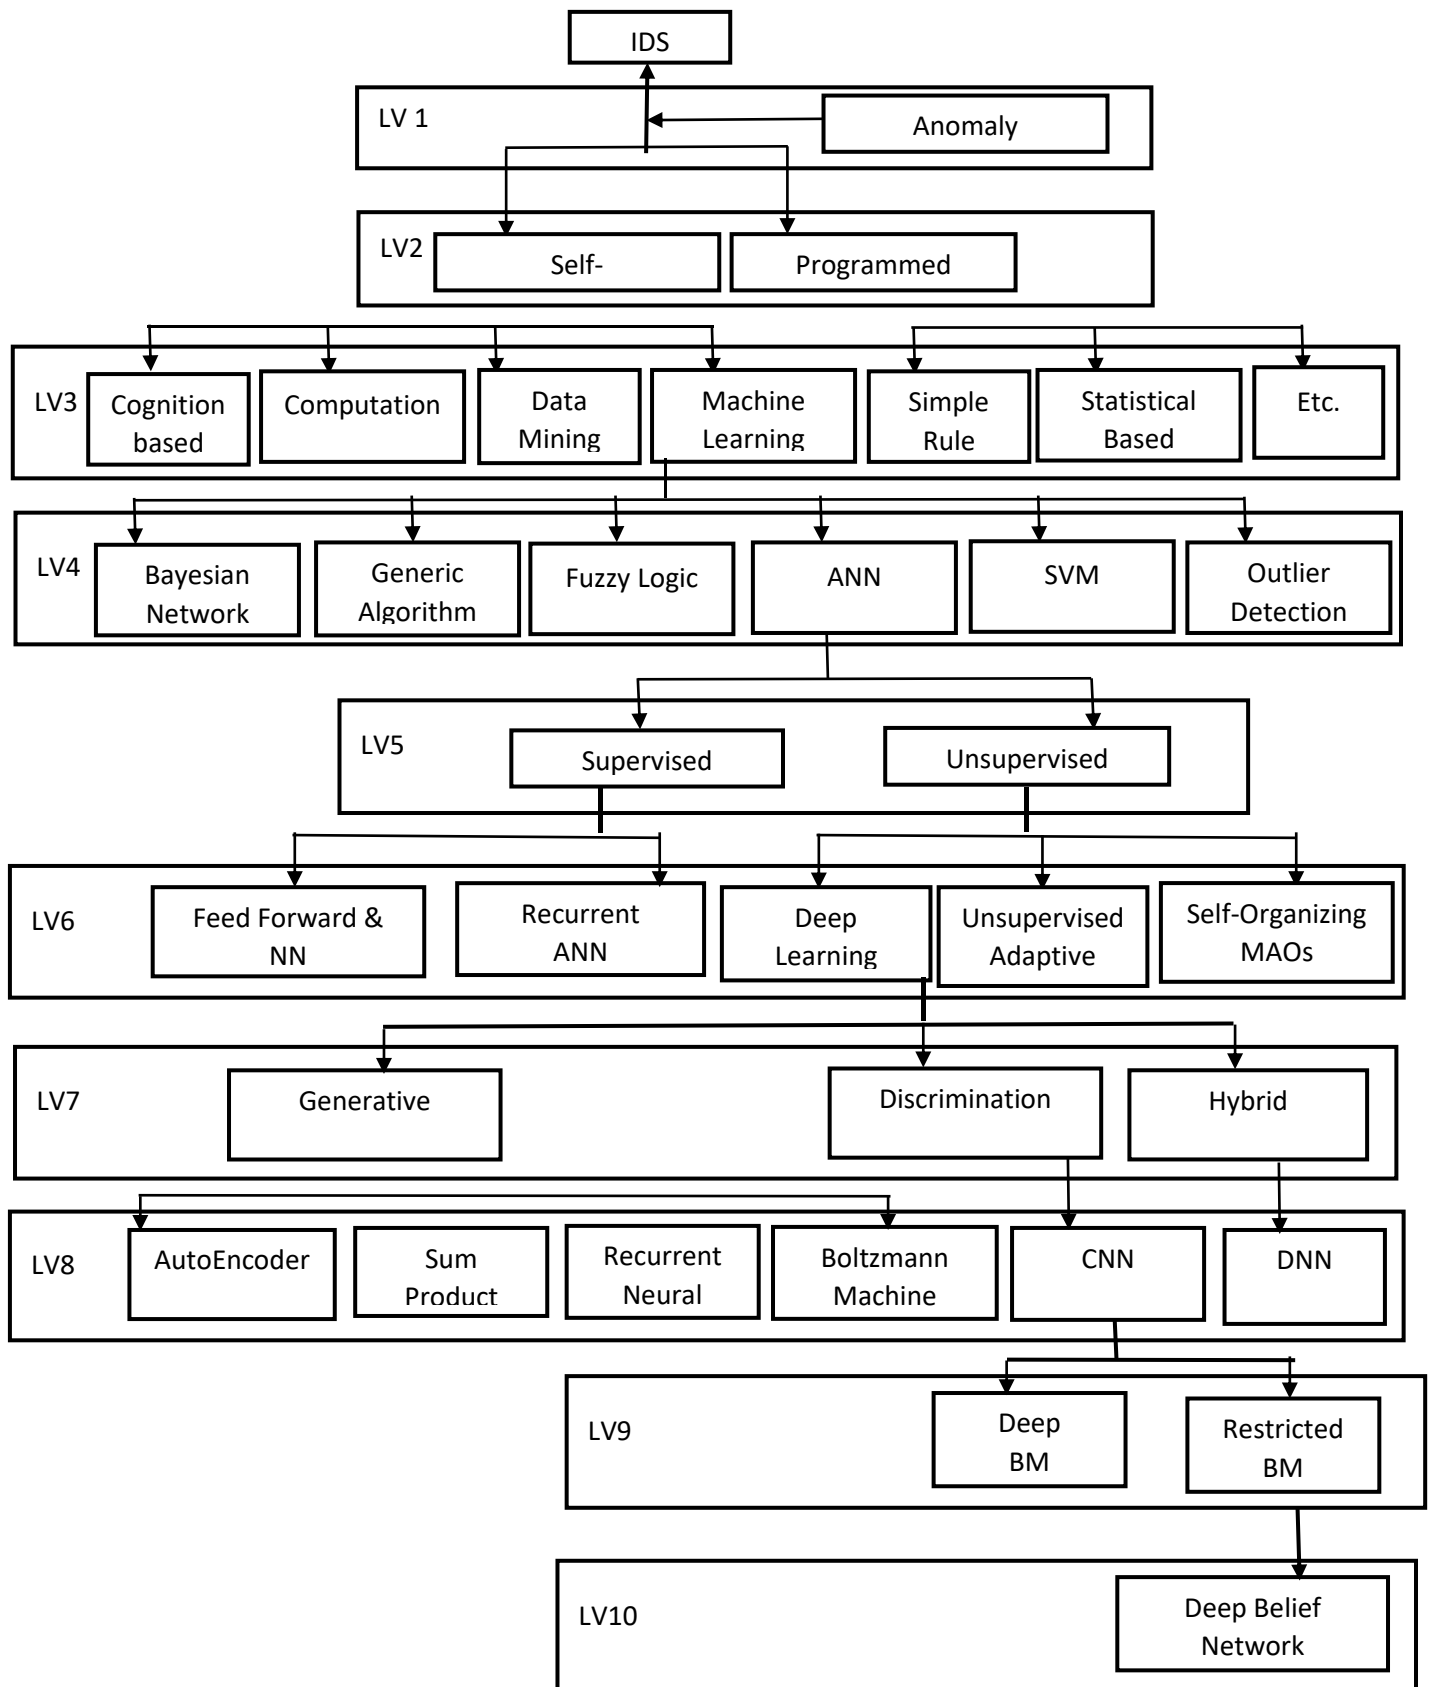 IDS
LV 1
Anomaly
LV2
Self-
Programmed
LV3
Cognition
based
Computation
Data
Mining
Machine
Learning
Simple
Rule
Statistical
Based
Etc.
LV4
Bayesian
Network
Generic
Algorithm
Fuzzy Logic
ANN
SVM
Outlier
Detection
LV5
Supervised
Unsupervised
LV6
Feed Forward &
NN
Recurrent
ANN
Deep
Learning
Unsupervised
Adaptive
Self-Organizing
MAOs
LV7
Generative
Discrimination
Hybrid
LV8
AutoEncoder
Sum
Product
Recurrent
Neural
Boltzmann
Machine
CNN
DNN
LV9
Deep
BM
Restricted
BM
LV10
Deep Belief
Network